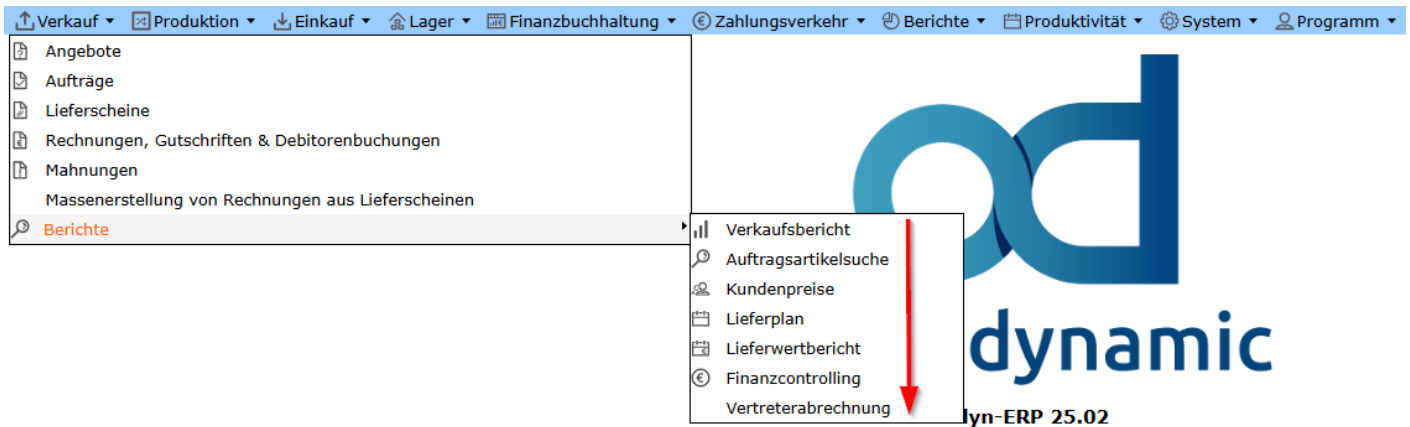 Verkauf Produktion Einkauf Lager Finanzbuchhaltung Zahlungsverkehr Berichte Produktivität System Programm
Angebote
Aufträge
Lieferscheine
Rechnungen, Gutschriften & Debitorenbuchungen
Mahnungen
Massenerstellung von Rechnungen aus Lieferscheinen
Berichte
Verkaufsbericht
Auftragsartikelsuche
Kundenpreise
Lieferplan
Lieferwertbericht
Finanzcontrolling
Vertreterabrechnung
dynamic
lyn-ERP 25.02